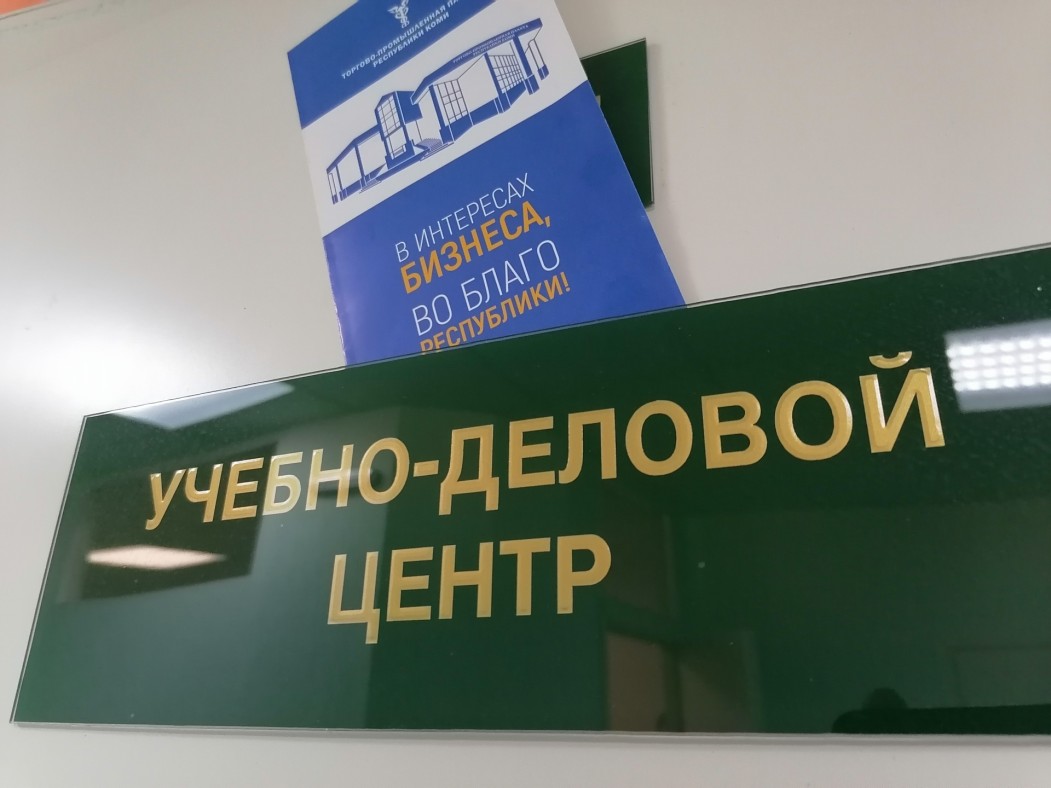 ТОРГОВО-ПРОМЫШЛЕННАЯ
РЕСПУБЛИКИ КОМИ
В ИНТЕРЕСАХ
БИЗНЕСА,
ВО БЛАГО
РЕСПУБЛИКИ!
УЧЕБНО-ДЕЛОВОЙ
ЦЕНТР